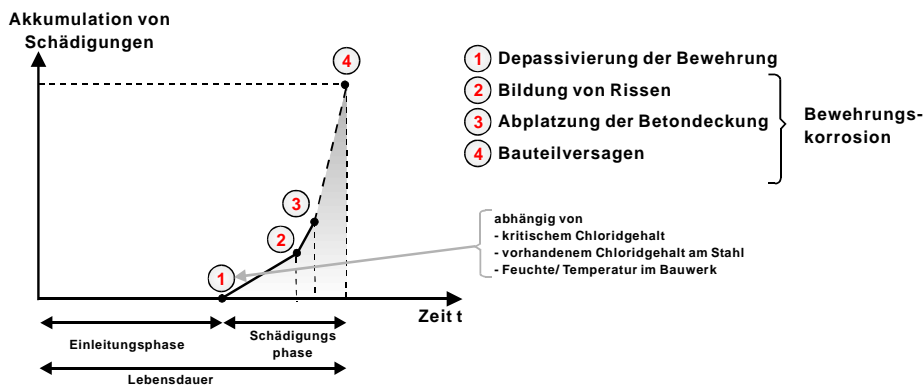 Akkumulation von
Schädigungen
4
3
2
1
Zeit t
Einleitungsphase
Schädigungs
phase
Lebensdauer
1 Depassivierung der Bewehrung
2 Bildung von Rissen
3 Abplatzung der Betondeckung
4 Bauteilversagen
Bewehrungs-
korrosion
abhängig von
- kritischem Chloridgehalt
- vorhandenem Chloridgehalt am Stahl
- Feuchte/ Temperatur im Bauwerk